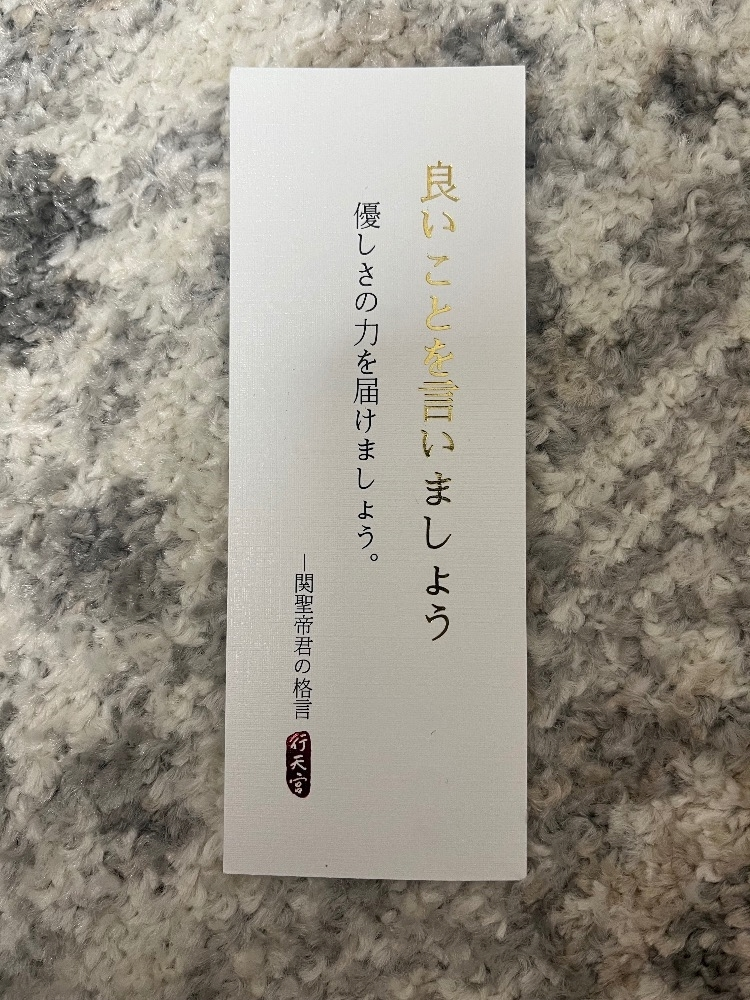 良いことを言いましょう
優しさの力を届けましょう。
—関聖帝君の格言
行天宮